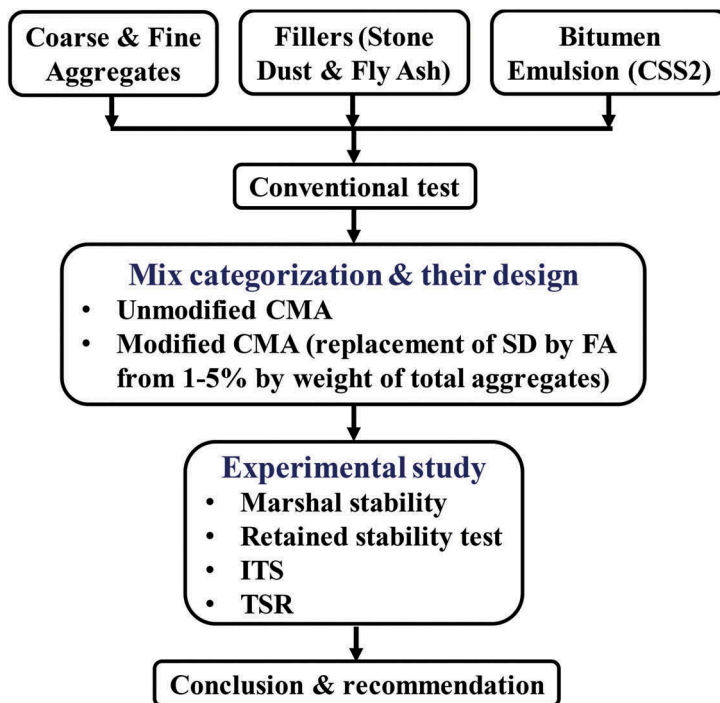 Coarse & Fine
Aggregates
Fillers (Stone
Dust & Fly Ash)
Bitumen
Emulsion (CSS2)
Conventional test
Mix categorization & their design
• Unmodified CMA
• Modified CMA (replacement of SD by FA
from 1-5% by weight of total aggregates)
Experimental study
• Marshal stability
• Retained stability test
• ITS
• TSR
Conclusion & recommendation